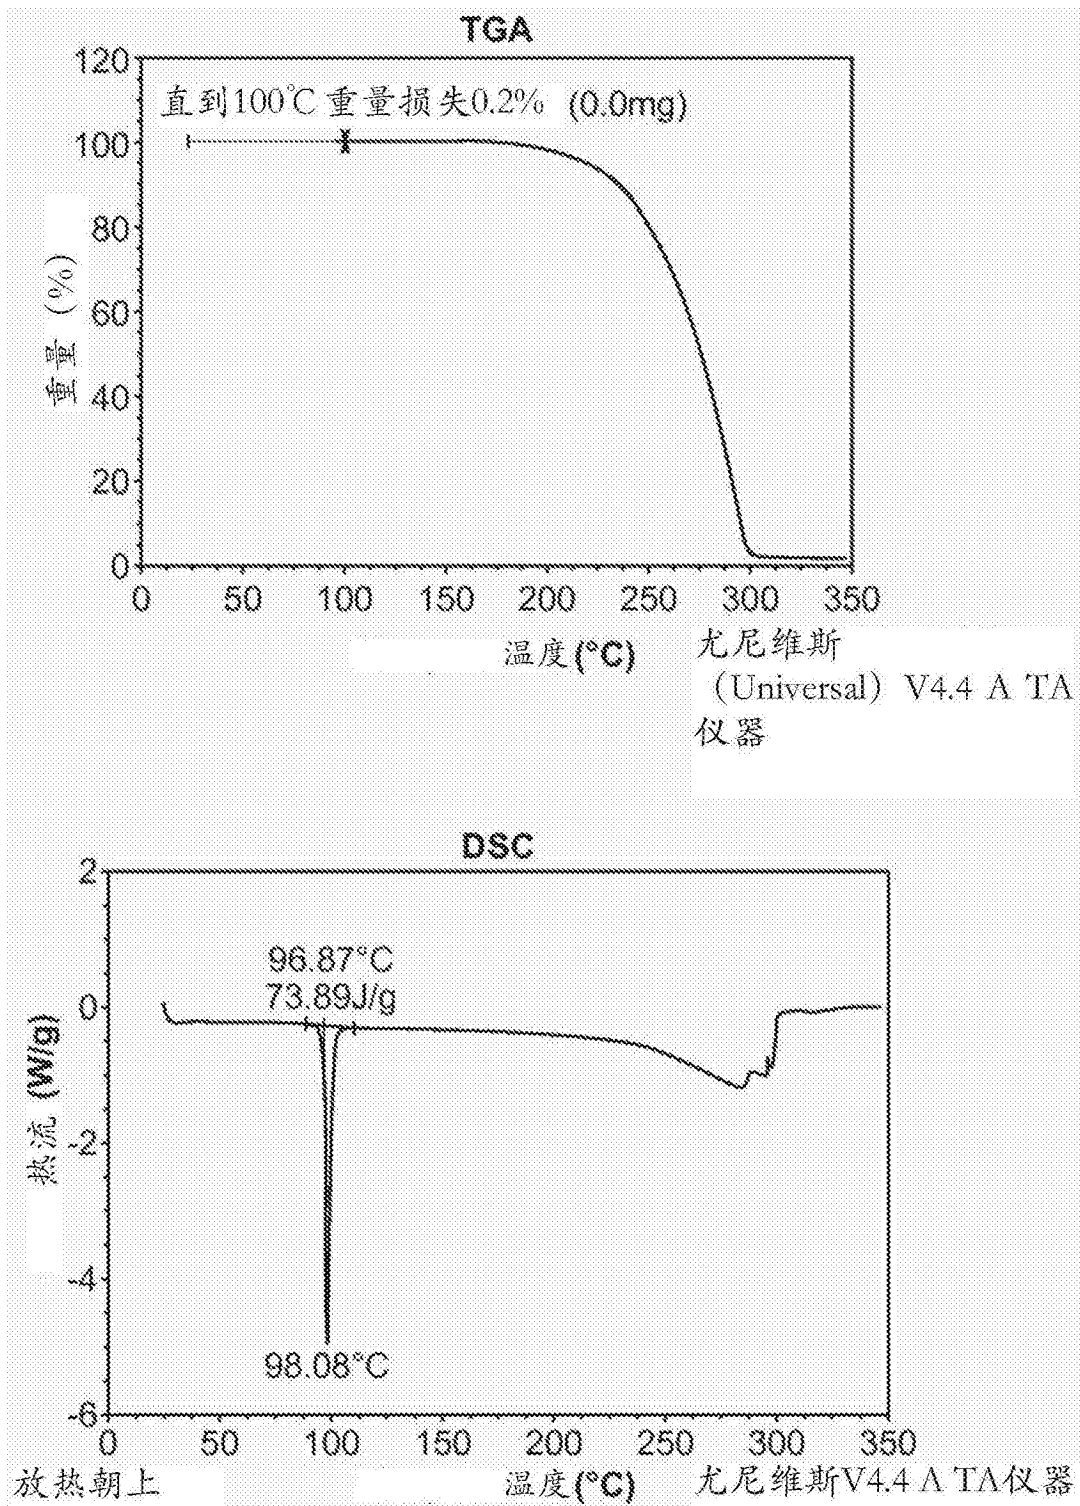 TGA
120
直到100℃重量损失0.2% (0.0mg)
100
80
60
40
20
0
重量 (%)
0 50 100 150 200 250 300 350
温度(°C)
尤尼维斯
（Universal）V4.4 A TA
仪器
DSC
2
96.87°C
73.89J/g
0
-2
-4
-6
热流 (W/g)
98.08°C
0 50 100 150 200 250 300 350
放热朝上
温度(°C)
尤尼维斯V4.4 A TA仪器